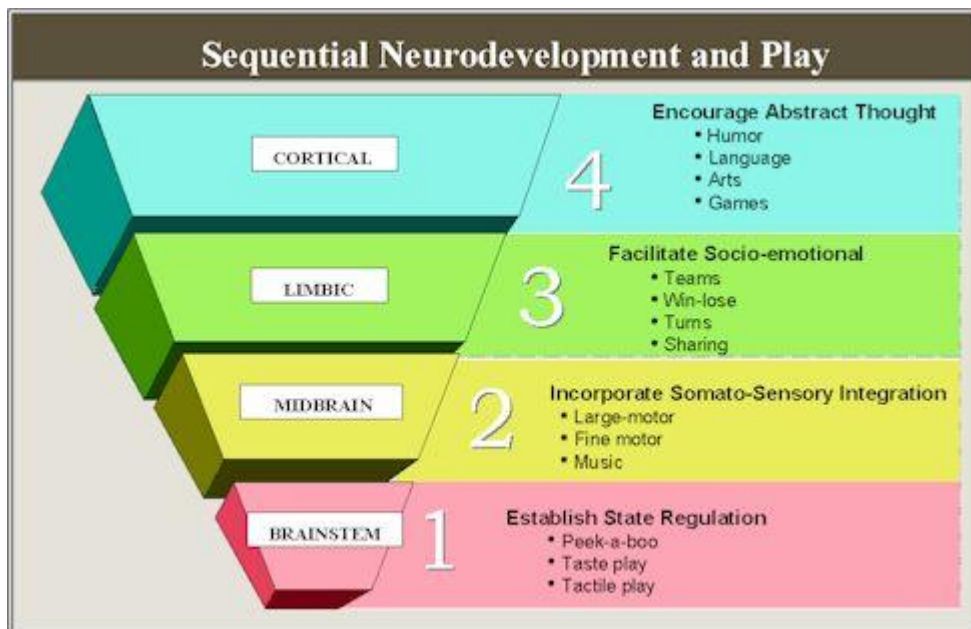 Sequential Neurodevelopment and Play
CORTICAL
4
Encourage Abstract Thought
• Humor
• Language
• Arts
• Games
LIMBIC
3
Facilitate Socio-emotional
• Teams
• Win-lose
• Turns
• Sharing
MIDBRAIN
2
Incorporate Somato-Sensory Integration
• Large-motor
• Fine motor
• Music
BRAINSTEM
1
Establish State Regulation
• Peek-a-boo
• Taste play
• Tactile play